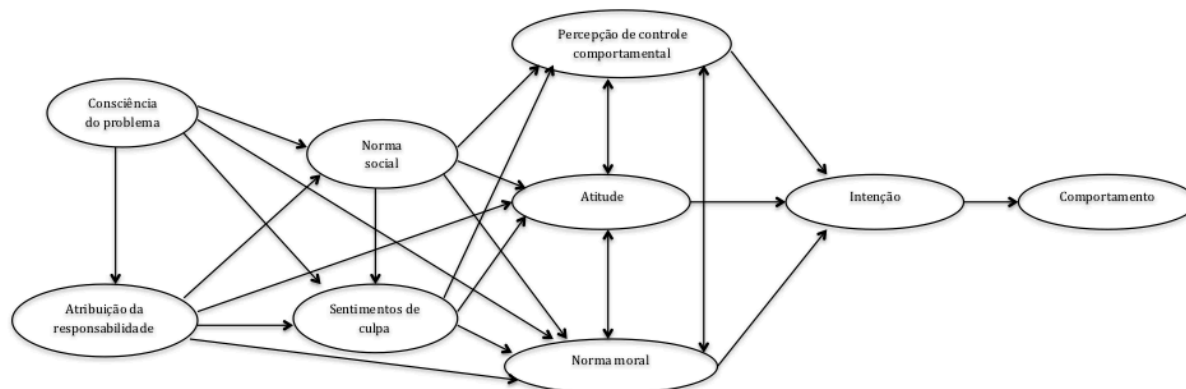 Percepção de controle
comportamental
Consciência
do problema
Norma
social
Atitude
Intenção
Comportamento
Atribuição da
responsabilidade
Sentimentos de
culpa
Norma moral